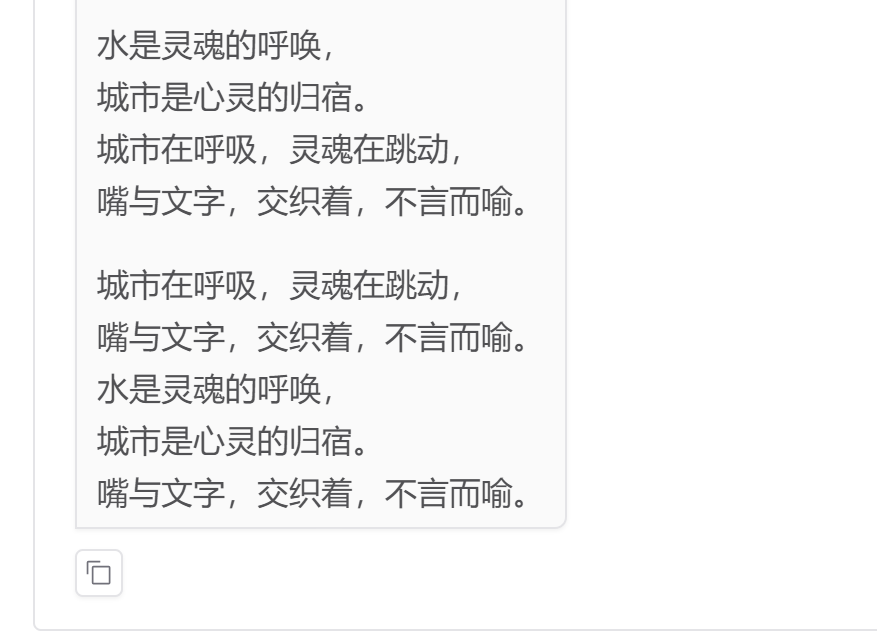 水是灵魂的呼唤，
城市是心灵的归宿。
城市在呼吸，灵魂在跳动，
嘴与文字，交织着，不言而喻。
城市在呼吸，灵魂在跳动，
嘴与文字，交织着，不言而喻。
水是灵魂的呼唤，
城市是心灵的归宿。
嘴与文字，交织着，不言而喻。